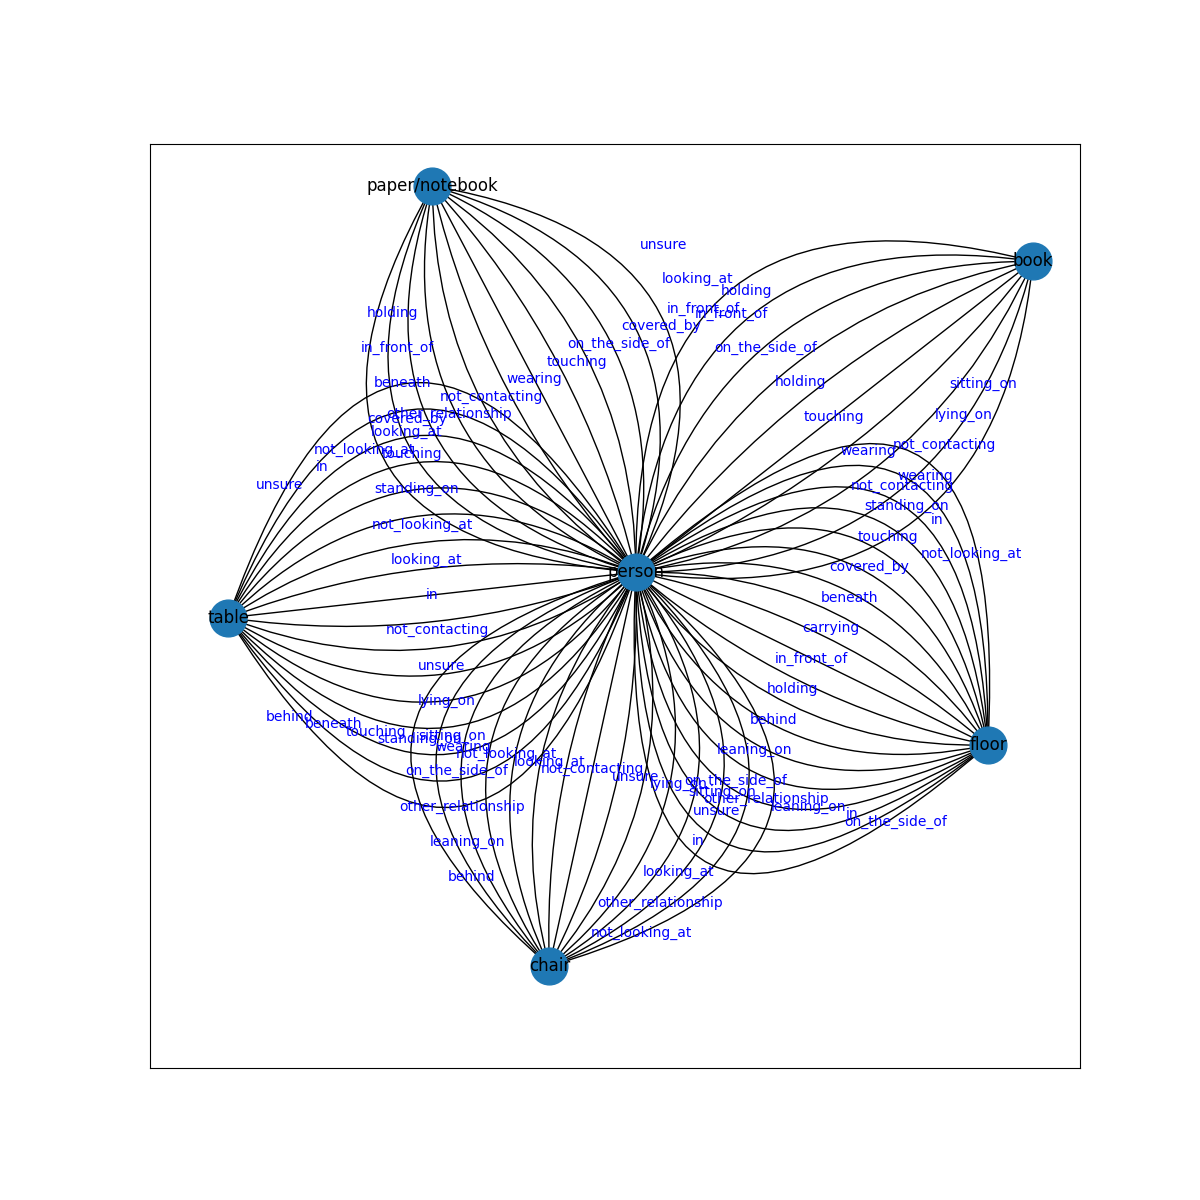 paper/notebook
unsure
book
looking_at
holding
in_front_of
holding
in_front_of
covered_by
on_the_side_of
in_front_of
on_the_side_of
touching
wearing
beneath
holding
sitting_on
not_contacting
other_relationship
covered_by
touching
lying_on
looking_at
not_contacting
not_looking_at
touching
wearing
in
wearing
unsure
not_contacting
standing_on
standing_on
in
not_looking_at
touching
not_looking_at
looking_at
covered_by
person
in
beneath
table
not_contacting
carrying
unsure
in_front_of
lying_on
holding
behind
beneath
behind
touching
standing_on
sitting_on
wearing
floor
not_looking_at
leaning_on
looking_at
on_the_side_of
not_contacting
unsure
lying_on
on_the_side_of
sitting_on
other_relationship
other_relationship
leaning_on
unsure
in
on_the_side_of
leaning_on
in
looking_at
behind
other_relationship
not_looking_at
chair